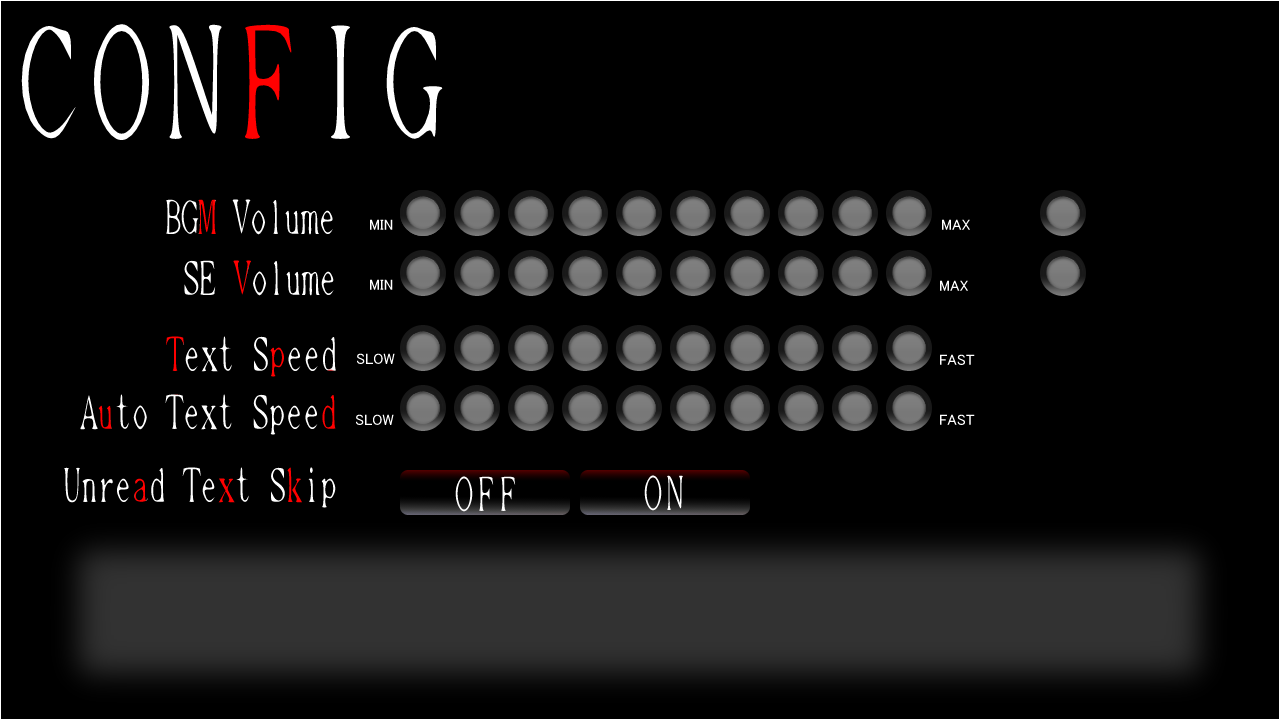 CONFIG
BGM Volume MIN MAX
SE Volume MIN MAX
Text Speed SLOW FAST
Auto Text Speed SLOW FAST
Unread Text Skip OFF ON